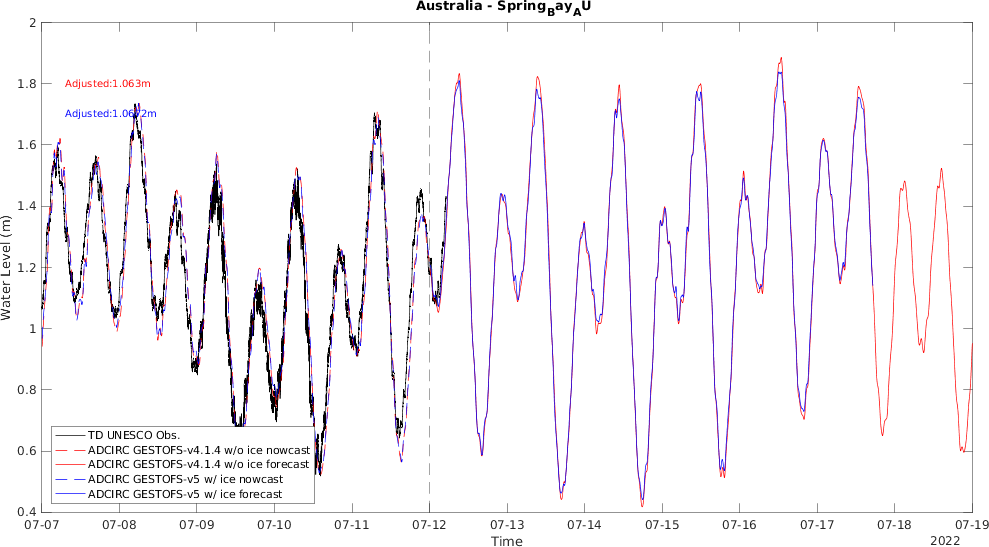 Australia - Spring_Bay_AU
2
1.8
1.6
1.4
1.2
1
0.8
0.6
0.4
Water Level (m)
Adjusted:1.063m
Adjusted:1.0672m
TD UNESCO Obs.
ADCIRC GESTOFS-v4.1.4 w/o ice nowcast
ADCIRC GESTOFS-v4.1.4 w/o ice forecast
ADCIRC GESTOFS-v5 w/ ice nowcast
ADCIRC GESTOFS-v5 w/ ice forecast
07-07 07-08 07-09 07-10 07-11 07-12 07-13 07-14 07-15 07-16 07-17 07-18 07-19
Time
2022